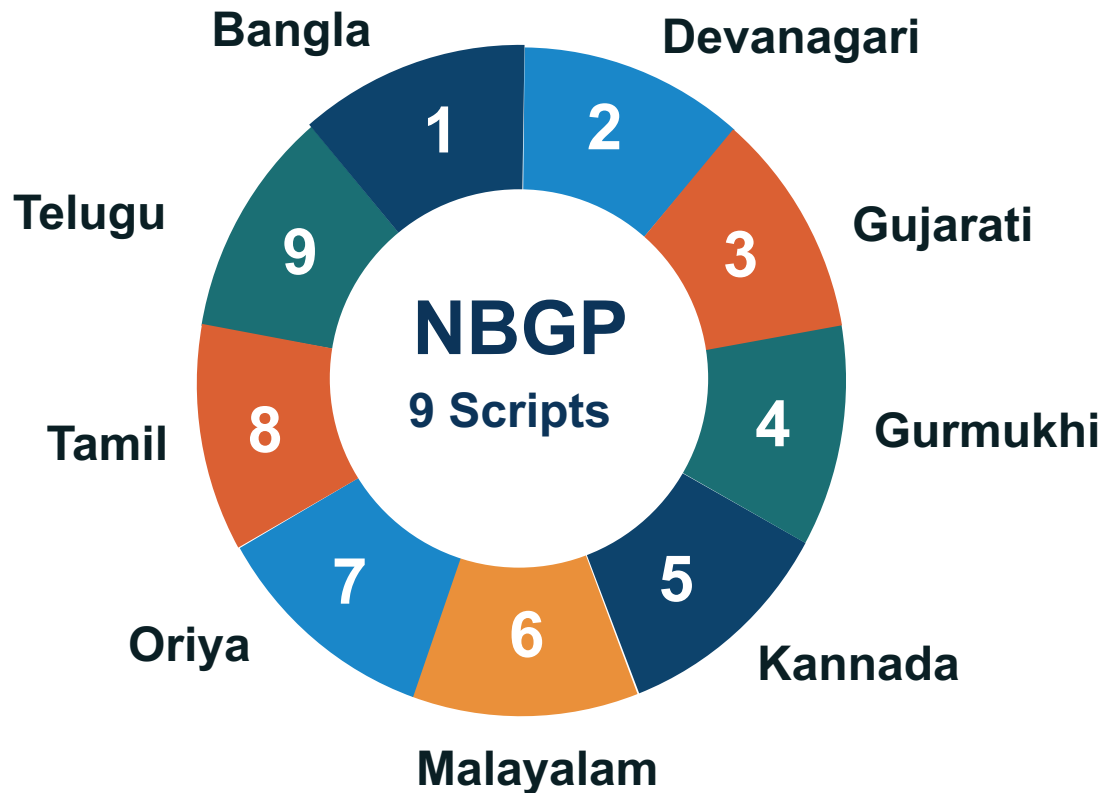 Bangla
1
Devanagari
2
Gujarati
3
Gurmukhi
4
Kannada
5
Malayalam
6
Oriya
7
Tamil
8
Telugu
9
NBGP
9 Scripts